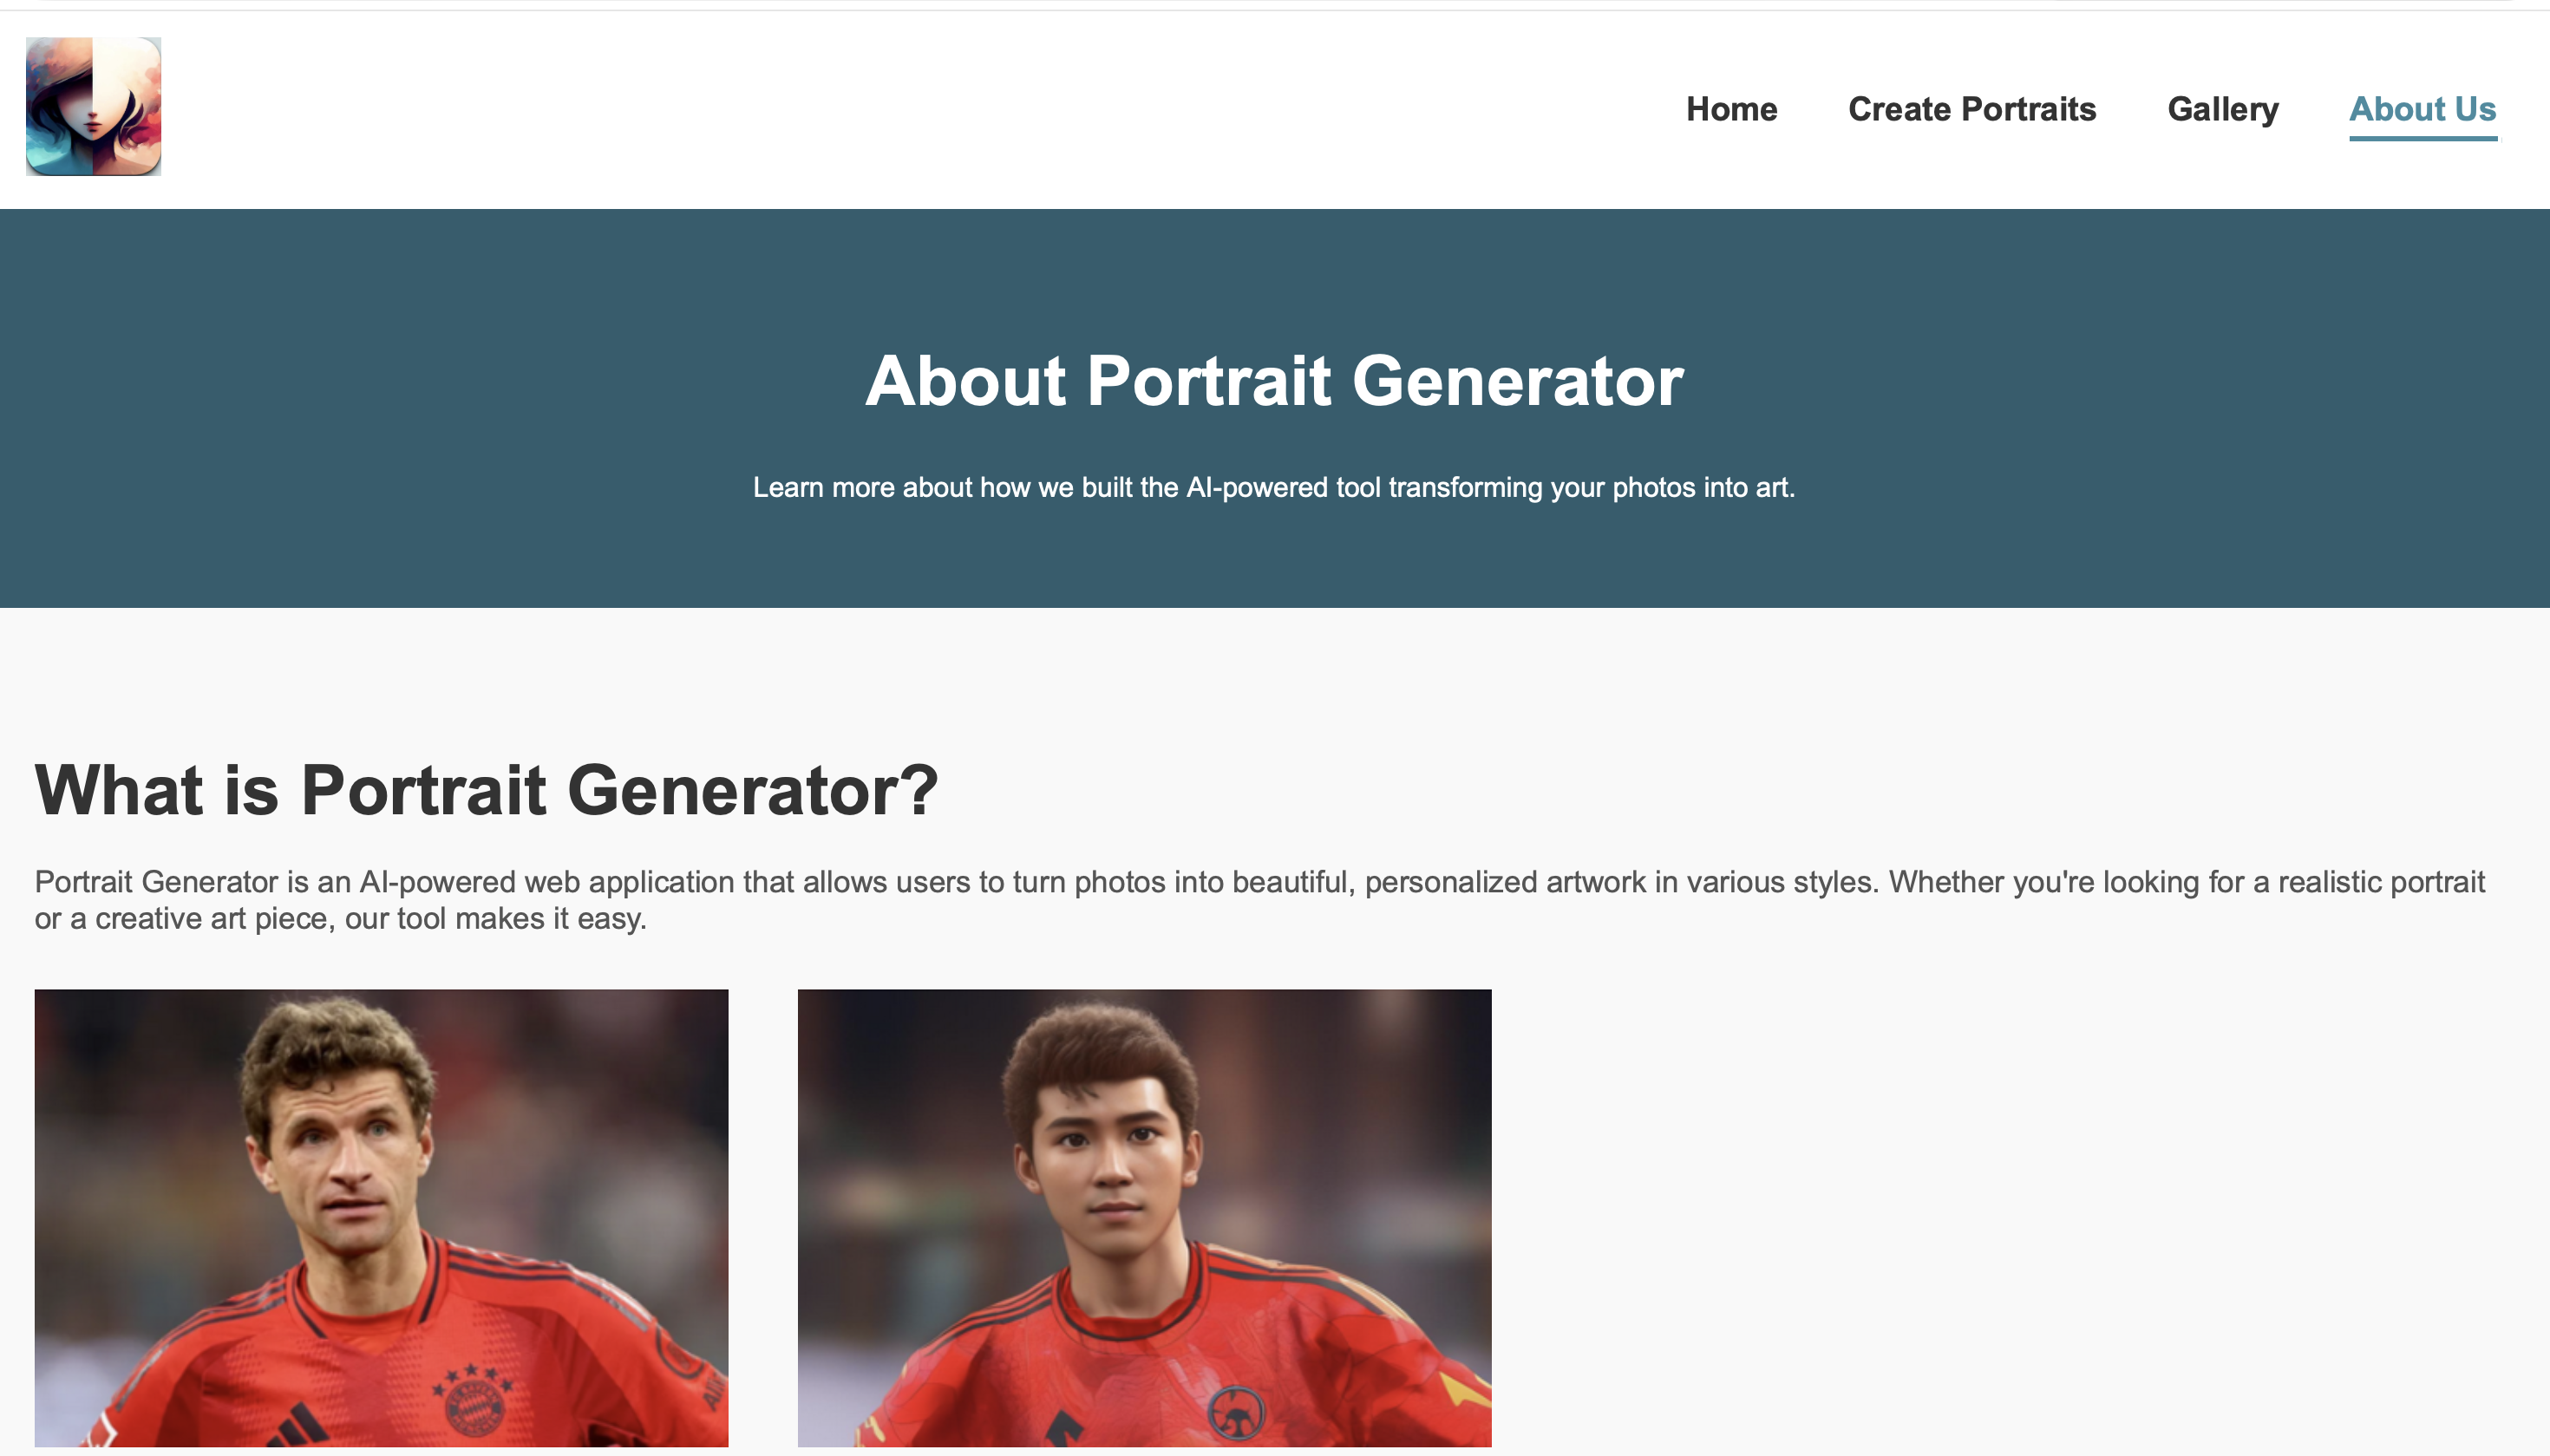 Home
Create Portraits
Gallery
About Us
About Portrait Generator
Learn more about how we built the AI-powered tool transforming your photos into art.
What is Portrait Generator?
Portrait Generator is an AI-powered web application that allows users to turn photos into beautiful, personalized artwork in various styles. Whether you're looking for a realistic portrait
or a creative art piece, our tool makes it easy.